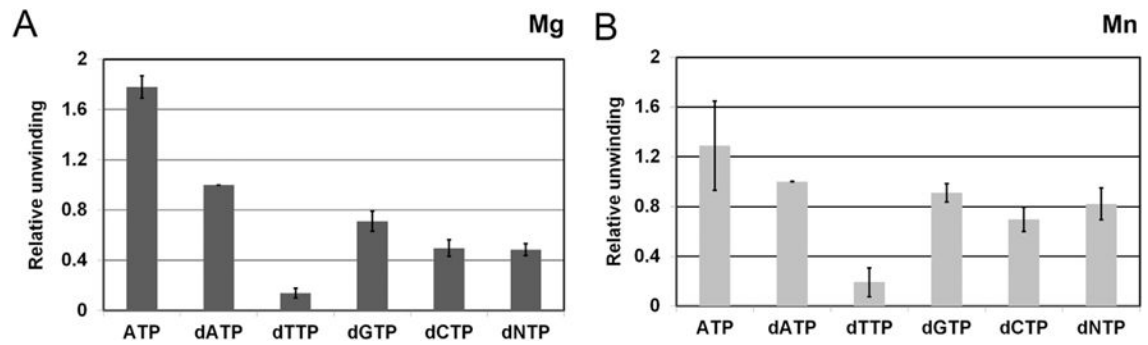 A
Mg
Relative unwinding
2
1.6
1.2
0.8
0.4
0
ATP dATP dTTP dGTP dCTP dNTP
B
Mn
Relative unwinding
2
1.6
1.2
0.8
0.4
0
ATP dATP dTTP dGTP dCTP dNTP